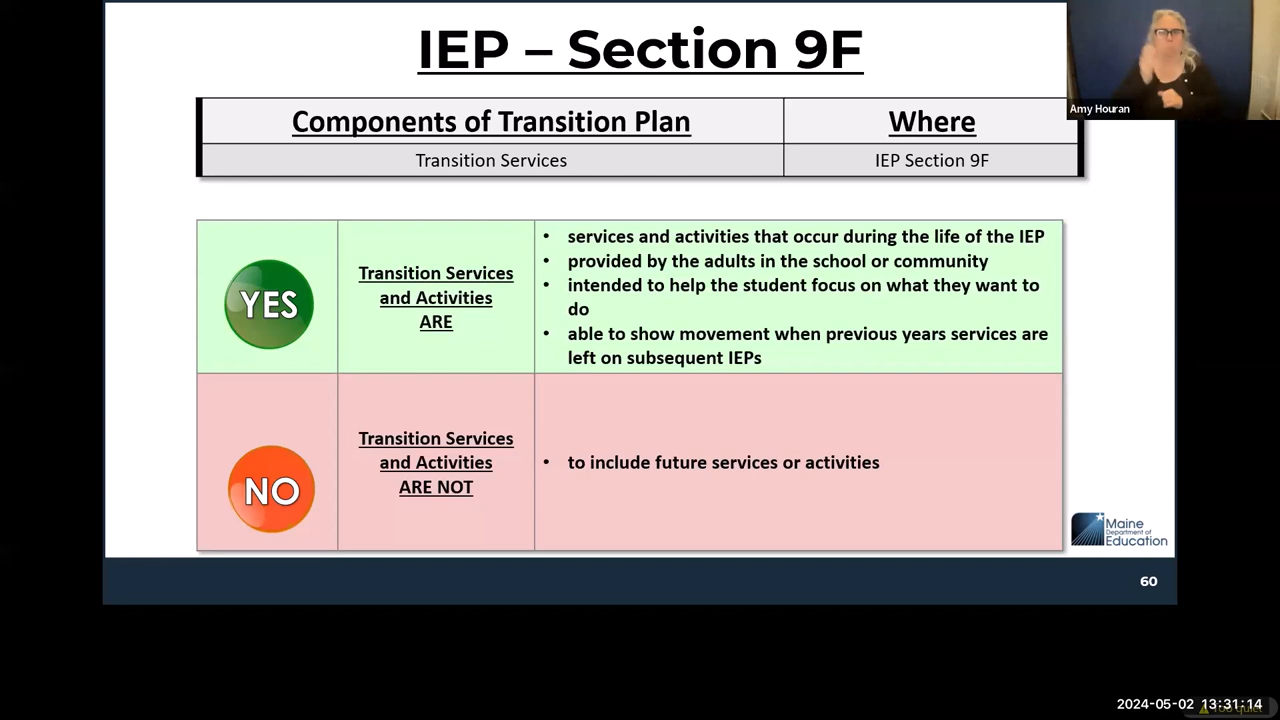 IEP – Section 9F
Amy Houran
Components of Transition Plan
Where
Transition Services
IEP Section 9F
YES
Transition Services
and Activities
ARE
• services and activities that occur during the life of the IEP
• provided by the adults in the school or community
• intended to help the student focus on what they want to
do
• able to show movement when previous years services are
left on subsequent IEPs
NO
Transition Services
and Activities
ARE NOT
• to include future services or activities
Maine
Department of
Education
60
2024-05-02 13:31:14